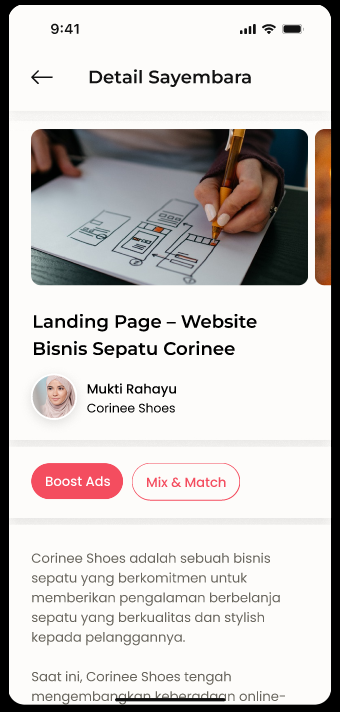 9:41
Detail Sayembara
Landing Page – Website
Bisnis Sepatu Corinee
Mukti Rahayu
Corinee Shoes
Boost Ads
Mix & Match
Corinee Shoes adalah sebuah bisnis
sepatu yang berkomitmen untuk
memberikan pengalaman berbelanja
sepatu yang berkualitas dan stylish
kepada pelanggannya.
Saat ini, Corinee Shoes tengah
mengembangkan keberadaan online-